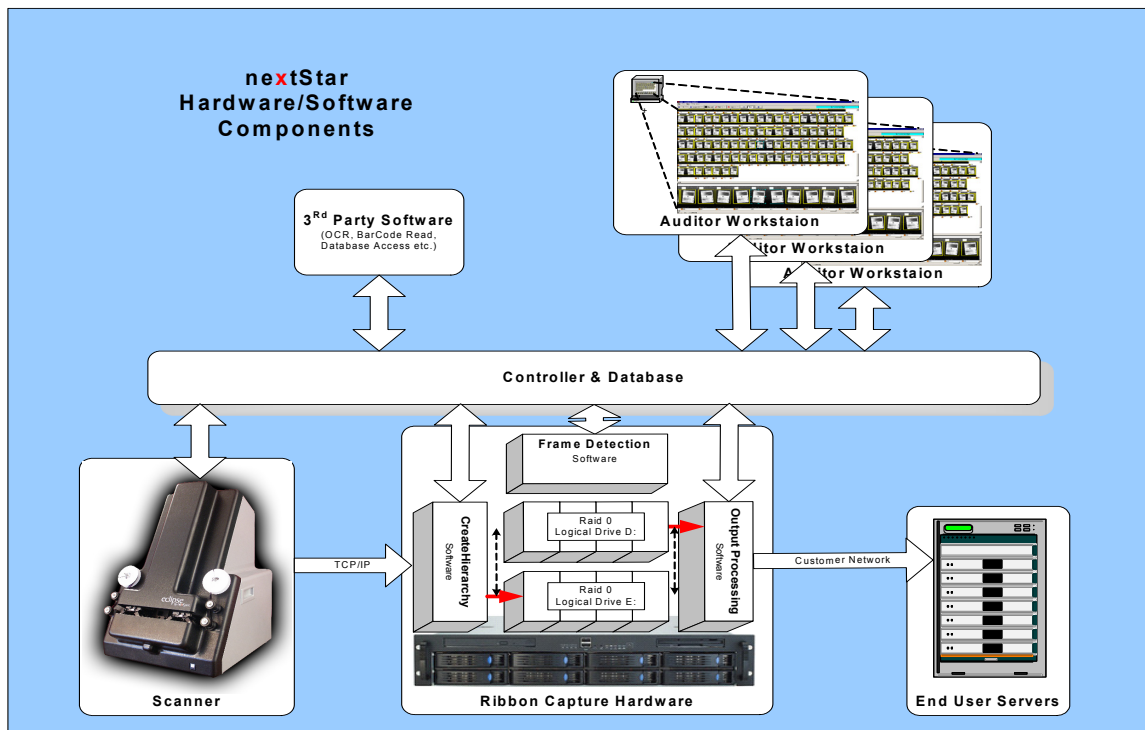 nextStar
Hardware/Software
Components
3Rd Party Software
(OCR, BarCode Read,
Database Access etc.)
Auditor Workstaion
ditor Workstaion
A ditor Workstaion
Controller & Database
Frame Detection
Software
CreateHierarchy
Software
Raid 0
Logical Drive D:
Raid 0
Logical Drive E:
Output Processing
Software
TCP/IP
Customer Network
eclipse
Scanner
Ribbon Capture Hardware
End User Servers